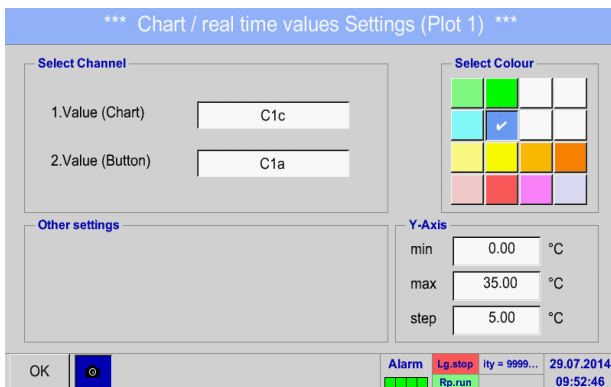 *** Chart / real time values Settings (Plot 1) ***
Select Channel
1.Value (Chart)
C1c
2.Value (Button)
C1a
Select Colour
Other settings
Y-Axis
min
0.00
°C
max
35.00
°C
step
5.00
°C
OK
Alarm
Lg.stop
ity = 9999...
29.07.2014
Rp.run
09:52:46